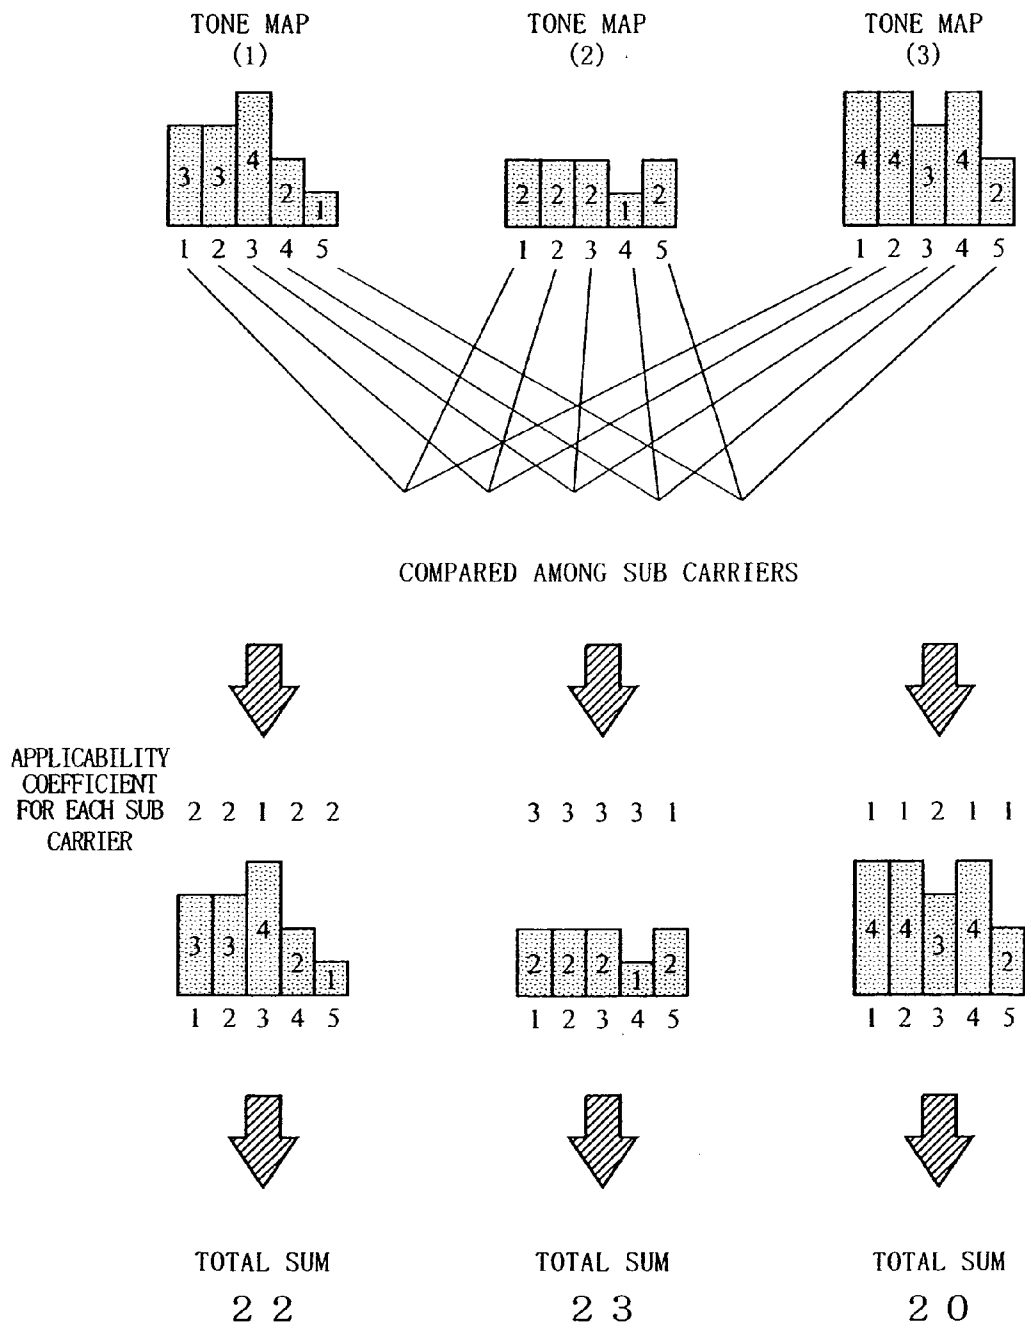 TONE MAP TONE MAP TONE MAP
(1) (2) (3)
3 3 4 2 1 2 2 2 1 2 4 4 3 4 2
1 2 3 4 5 1 2 3 4 5 1 2 3 4 5
COMPARED AMONG SUB CARRIERS
APPLICABILITY
COEFFICIENT
FOR EACH SUB 2 2 1 2 2 3 3 3 3 1 1 1 2 1 1
CARRIER
3 3 4 2 1 2 2 2 1 2 4 4 3 4 2
1 2 3 4 5 1 2 3 4 5 1 2 3 4 5
TOTAL SUM TOTAL SUM TOTAL SUM
22 23 20